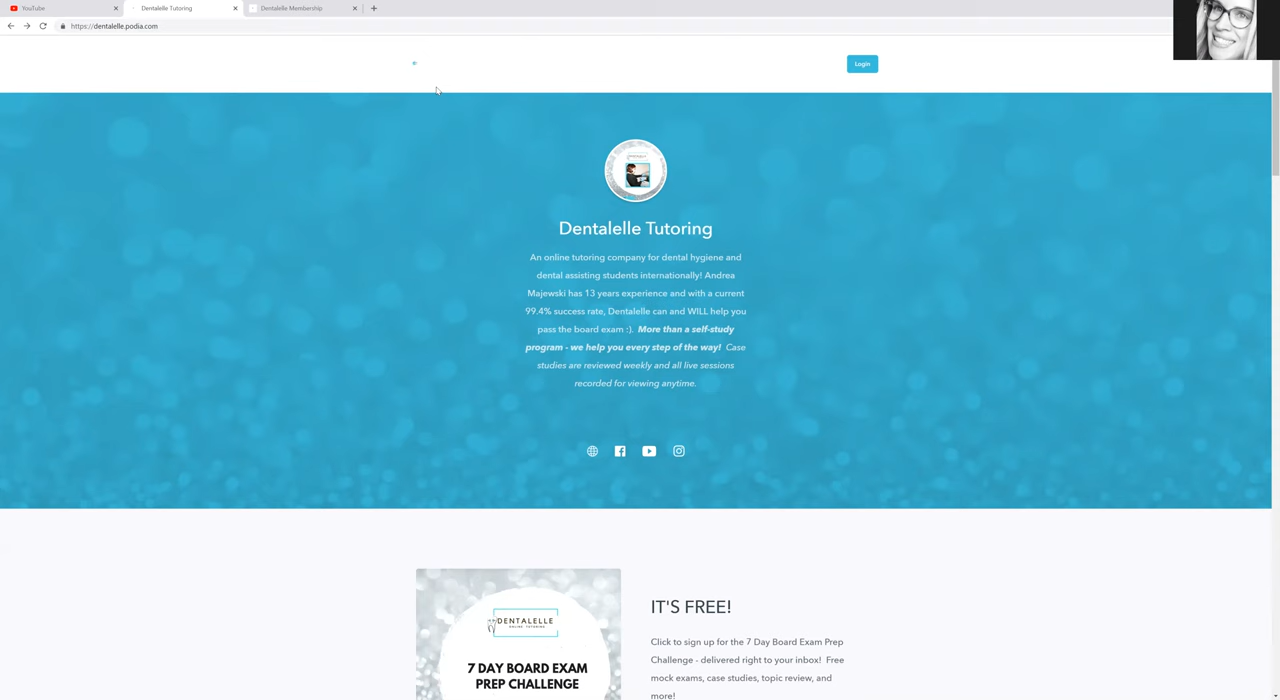 YouTube
Dentalelle Tutoring
Dentalelle Membership
https://dentalelle.podia.com
Login
Dentalelle Tutoring
An online tutoring company for dental hygiene and
dental assisting students internationally! Andrea
Majewski has 13 years experience and with a current
99.4% success rate, Dentalelle can and WILL help you
pass the board exam :). More than a self-study
program - we help you every step of the way! Case
studies are reviewed weekly and all live sessions
recorded for viewing anytime.
DENTALELLE
ONLINE TUTORING
7 DAY BOARD EXAM
PREP CHALLENGE
IT'S FREE!
Click to sign up for the 7 Day Board Exam Prep
Challenge - delivered right to your inbox! Free
mock exams, case studies, topic review, and
more!